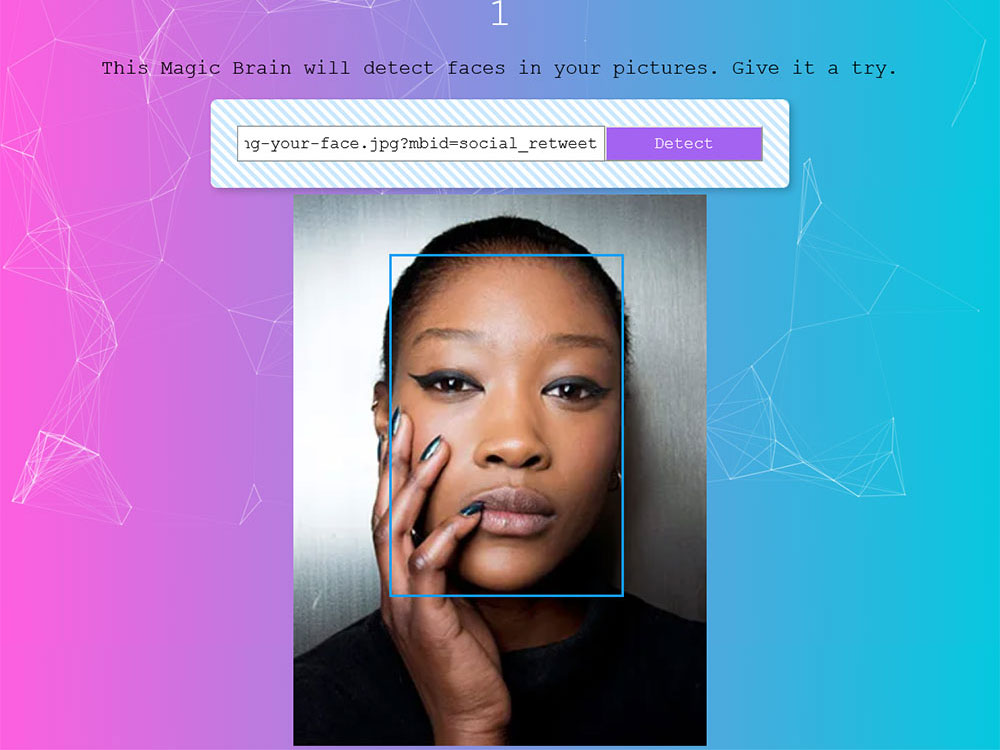 1
This Magic Brain will detect faces in your pictures. Give it a try.
ng-your-face.jpg?mbid=social_retweet
Detect